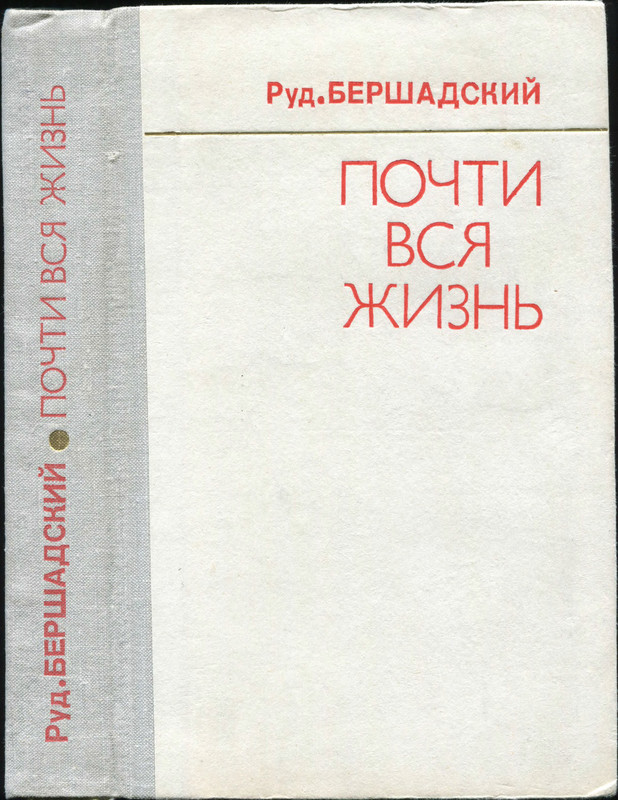 Руд.БЕРШАДСКИЙ
ПОЧТИ
ВСЯ
ЖИЗНЬ
Руд.БЕРШАДСКИЙ • ПОЧТИ ВСЯ ЖИЗНЬ